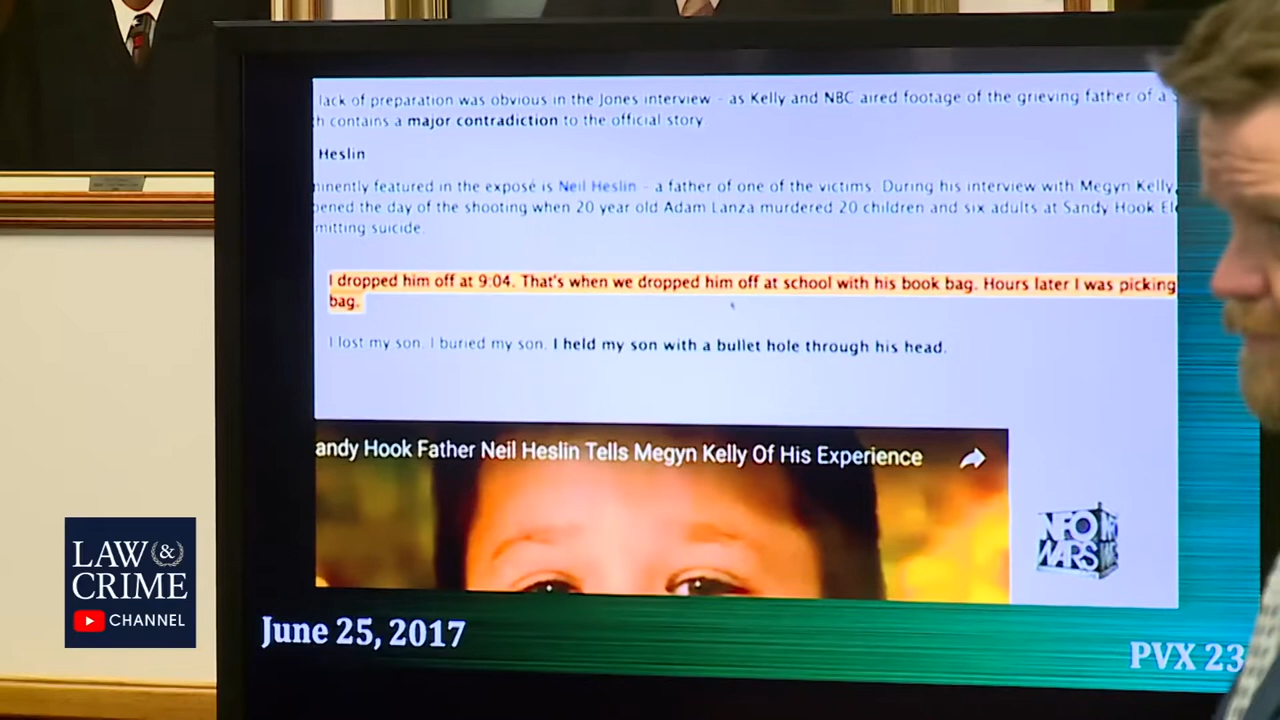 lack of preparation was obvious in the Jones interview - as Kelly and NBC aired footage of the grieving father of a
contains a major contradiction to the official story
Heslin
featured in the exposé is Neil Heslin - a father of one of the victims. During his interview with Megyn Kelly,
the day of the shooting when 20 year old Adam Lanza murdered 20 children and six adults at Sandy Hook
suicide.
I dropped him off at 9:04. That's when we dropped him off at school with his book bag. Hours later I was picking
bag.
I lost my son. I buried my son. I held my son with a bullet hole through his head.
andy Hook Father Neil Heslin Tells Megyn Kelly Of His Experience
INFO
WARS
LAW &
CRIME
CHANNEL
June 25, 2017
PVX 23